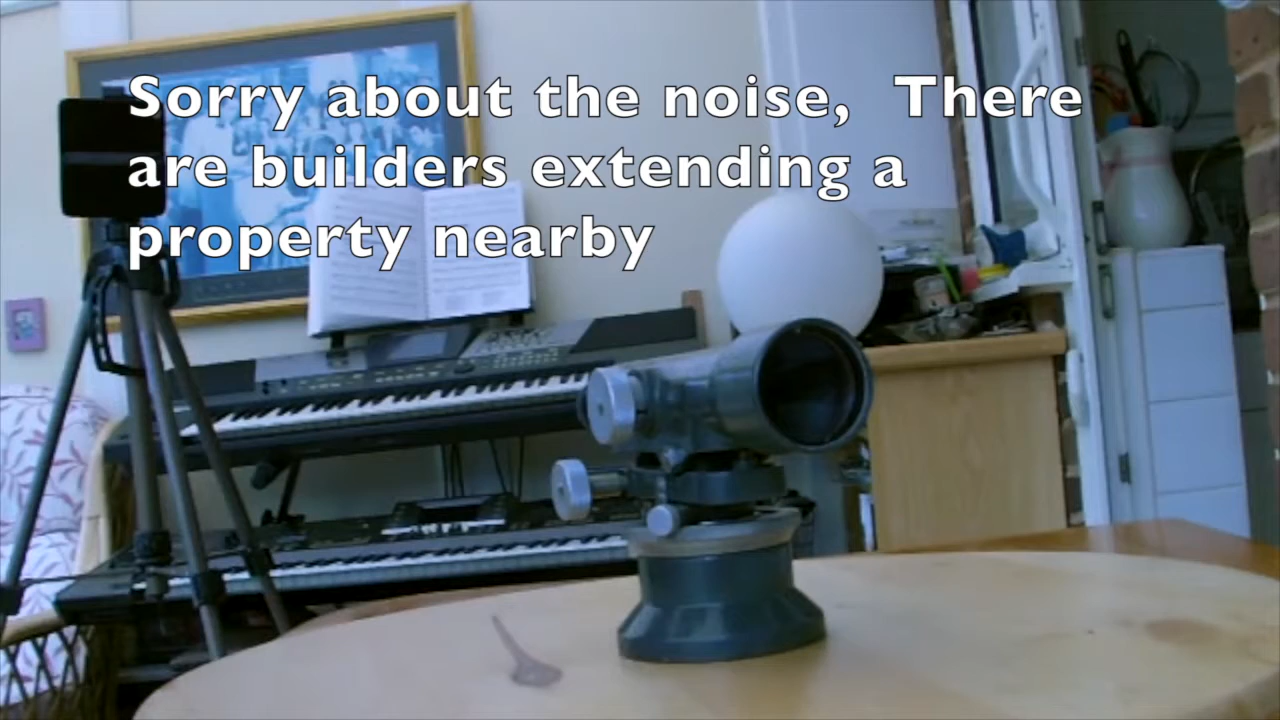 Sorry about the noise,  There
are builders extending a
property nearby